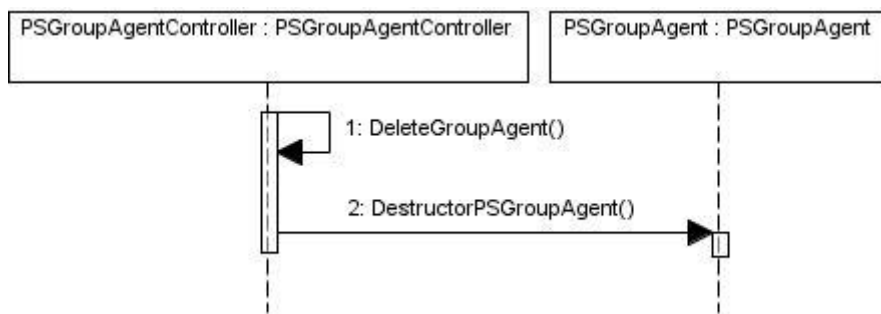 PSGroupAgentController : PSGroupAgentController
PSGroupAgent : PSGroupAgent
1: DeleteGroupAgent()
2: DestructorPSGroupAgent()